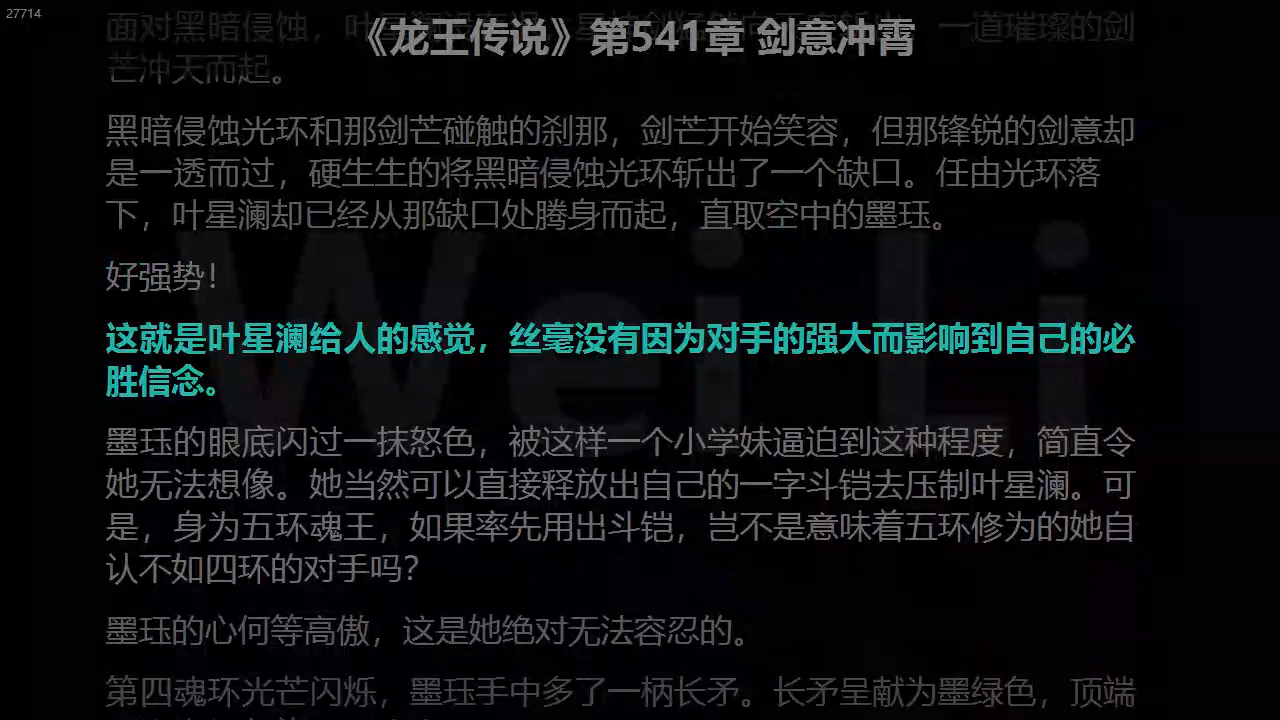 27714
《龙王传说》第541章 剑意冲霄
面对黑暗侵蚀，叶星
一道璀璨的剑
芒冲天而起。
黑暗侵蚀光环和那剑芒碰触的刹那，剑芒开始笑容，但那锋锐的剑意却
是一透而过，硬生生的将黑暗侵蚀光环斩出了一个缺口。任由光环落
下，叶星澜却已经从那缺口处腾身而起，直取空中的墨珏。
好强势！
这就是叶星澜给人的感觉，丝毫没有因为对手的强大而影响到自己的必
胜信念。
墨珏的眼底闪过一抹怒色，被这样一个小学妹逼迫到这种程度，简直令
她无法想像。她当然可以直接释放出自己的一字斗铠去压制叶星澜。可
是，身为五环魂王，如果率先用出斗铠，岂不是意味着五环修为的她自
认不如四环的对手吗？
墨珏的心何等高傲，这是她绝对无法容忍的。
第四魂环光芒闪烁，墨珏手中多了一柄长矛。长矛呈献为墨绿色，顶端
Wei Li